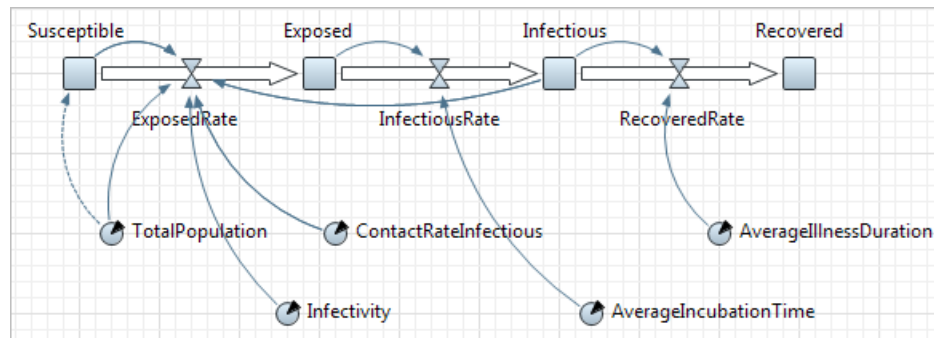 Susceptible
Exposed
Infectious
Recovered
ExposedRate
InfectiousRate
RecoveredRate
TotalPopulation
ContactRateInfectious
AverageIllnessDuration
Infectivity
AverageIncubationTime